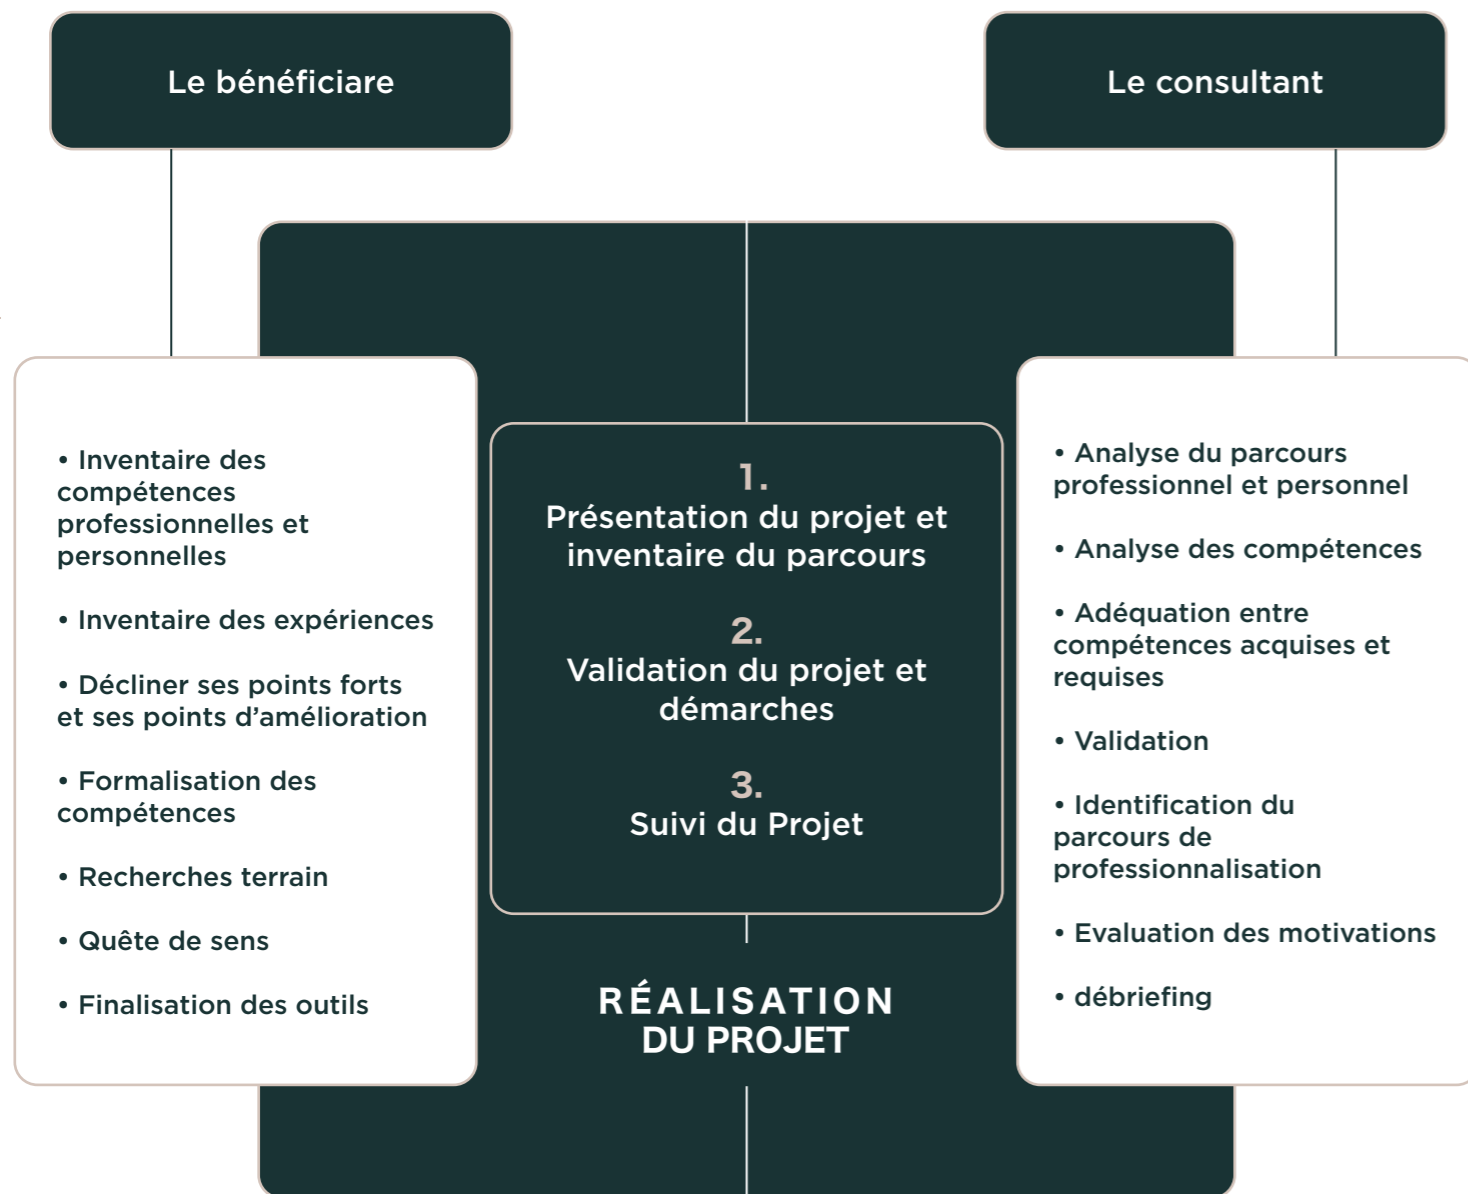 Le bénéficiare
Le consultant
• Inventaire des
compétences
professionnelles et
personnelles
• Inventaire des expériences
• Décliner ses points forts
et ses points d’amélioration
• Formalisation des
compétences
• Recherches terrain
• Quête de sens
• Finalisation des outils
1.
Présentation du projet et
inventaire du parcours
2.
Validation du projet et
démarches
3.
Suivi du Projet
RÉALISATION
DU PROJET
• Analyse du parcours
professionnel et personnel
• Analyse des compétences
• Adéquation entre
compétences acquises et
requises
• Validation
• Identification du
parcours de
professionnalisation
• Evaluation des motivations
• débriefing